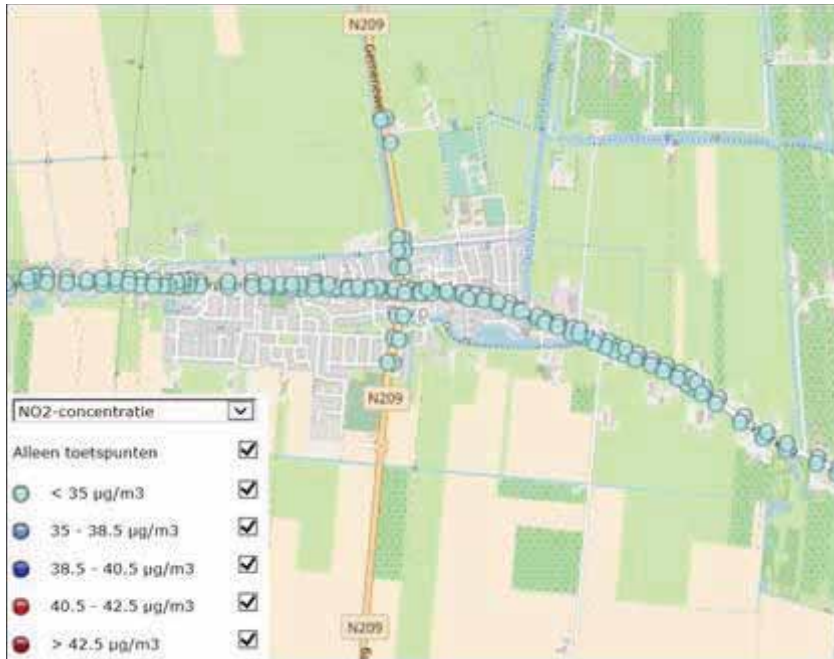 N209
Gemeneweg
N209
NO2-concentratie
Alleen toetspunten
< 35 µg/m3
35 - 38.5 µg/m3
38.5 - 40.5 µg/m3
40.5 - 42.5 µg/m3
> 42.5 µg/m3
N209